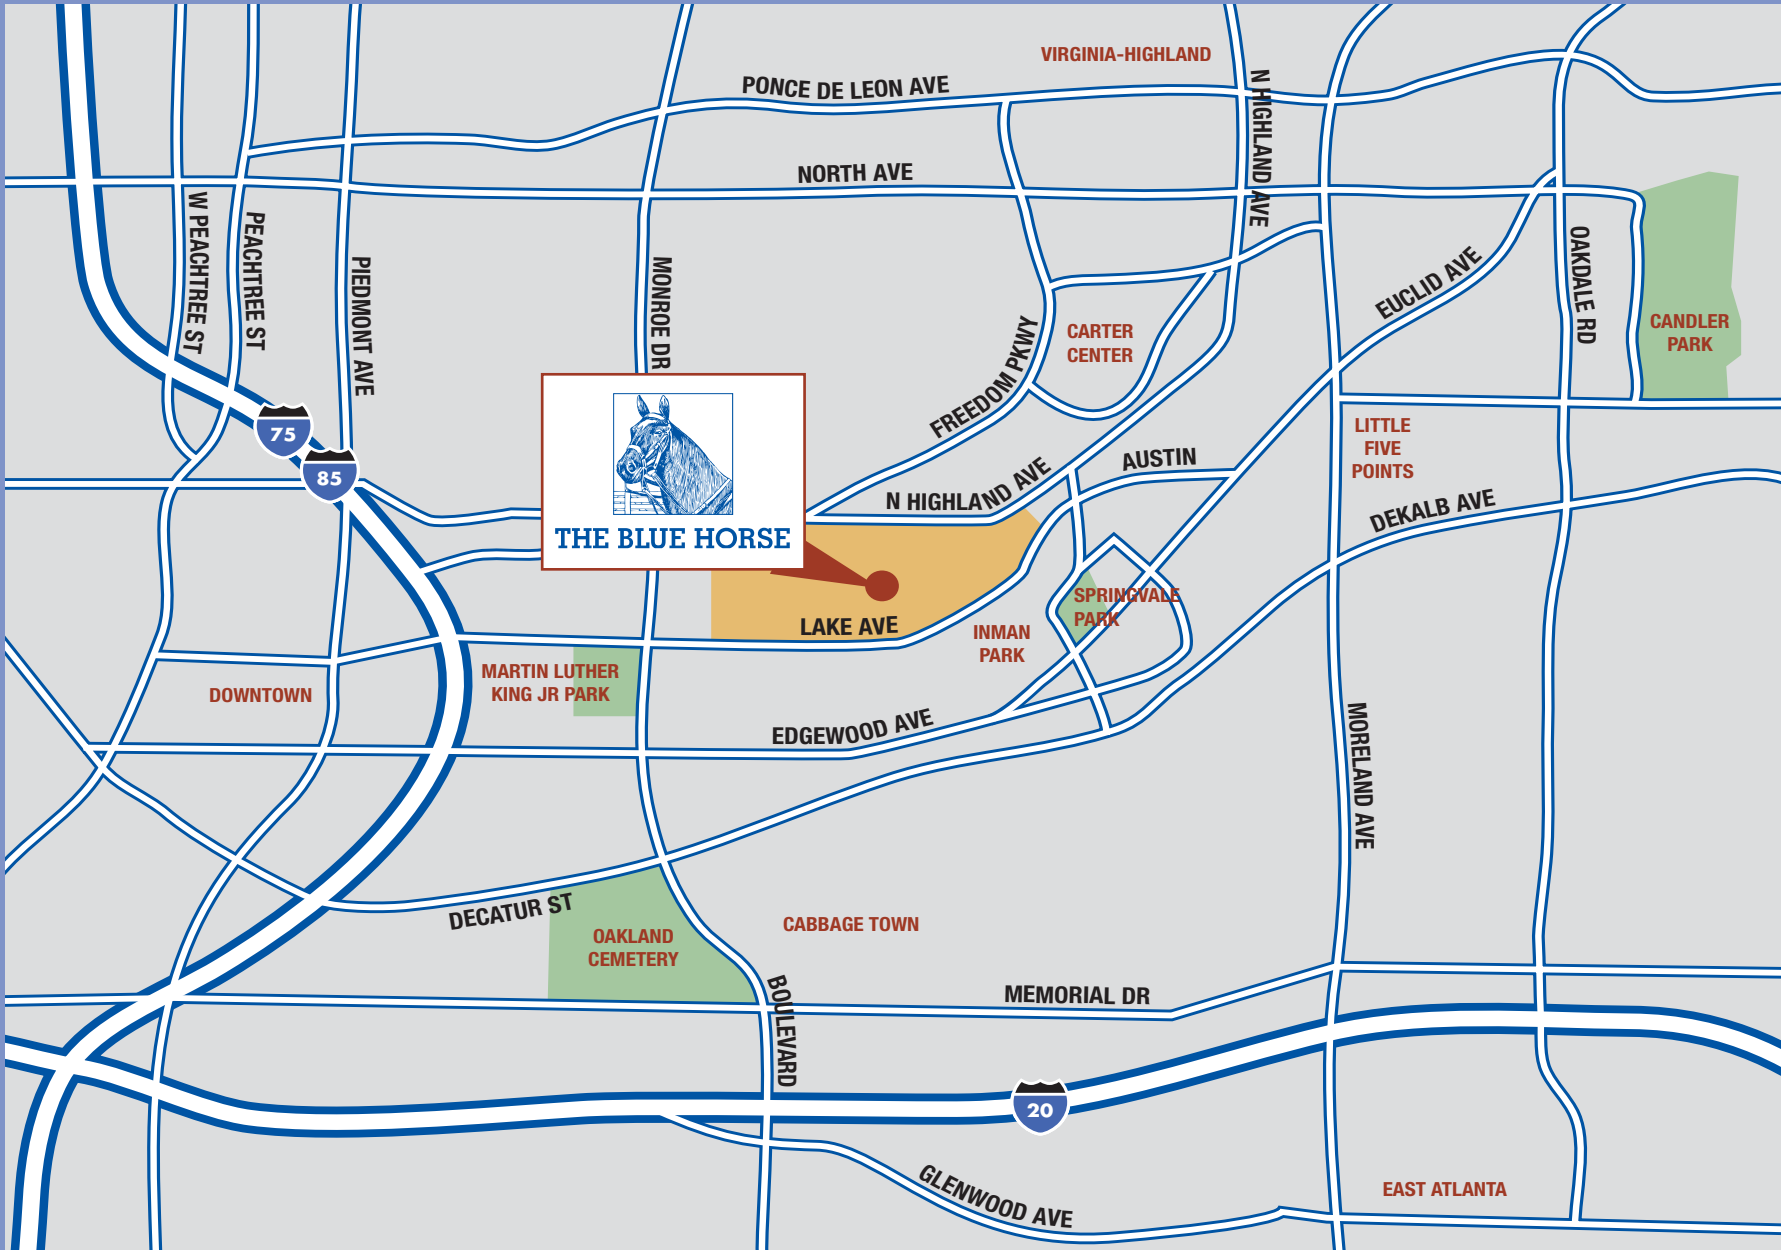 VIRGINIA-HIGHLAND
PONCE DE LEON AVE
N HIGHLAND AVE
NORTH AVE
W PEACHTREE ST
PEACHTREE ST
PIEDMONT AVE
MONROE DR
OAKDALE RD
EUCLID AVE
CANDLER
PARK
CARTER
CENTER
FREEDOM PKWY
75
85
LITTLE
FIVE
POINTS
AUSTIN
N HIGHLAND AVE
DEKALB AVE
THE BLUE HORSE
SPRINGVALE
PARK
LAKE AVE
INMAN
PARK
MARTIN LUTHER
KING JR PARK
DOWNTOWN
EDGEWOOD AVE
MORELAND AVE
DECATUR ST
CABBAGE TOWN
OAKLAND
CEMETERY
BOULEVARD
MEMORIAL DR
20
GLENWOOD AVE
EAST ATLANTA